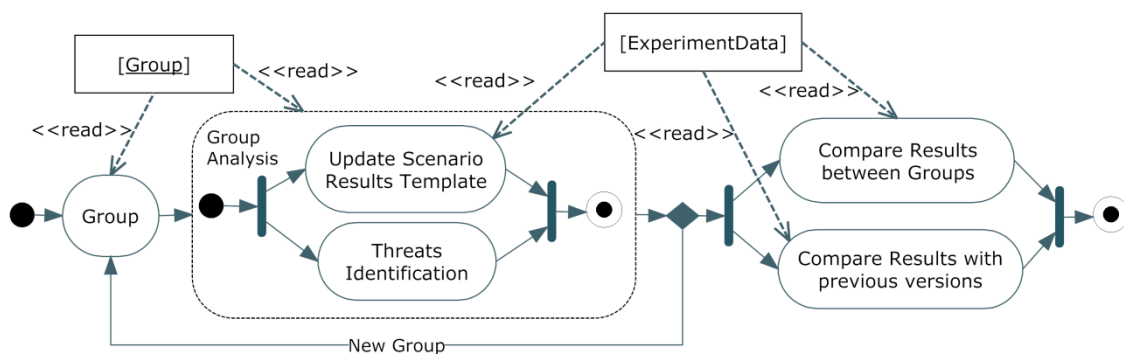 [Group]
[ExperimentData]
<<read>>
<<read>>
<<read>>
<<read>>
<<read>>
Group
Group
Analysis
Update Scenario
Results Template
Threats
Identification
Compare Results
between Groups
Compare Results with
previous versions
New Group